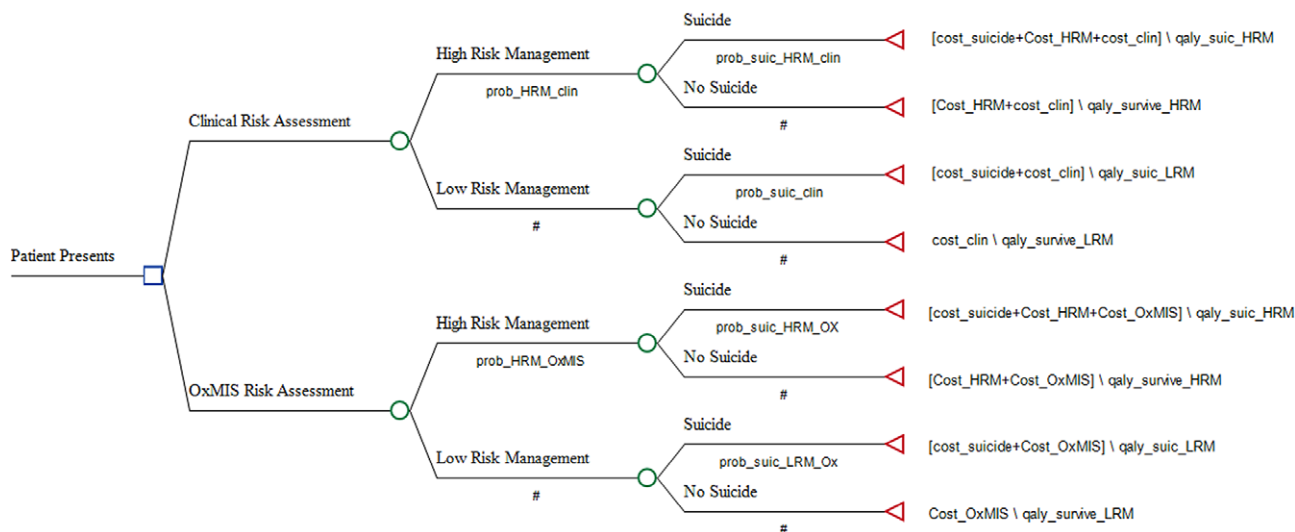 Suicide
[cost_suicide+Cost_HRM+cost_clin] \ qaly_suic_HRM
High Risk Management
prob_suic_HRM_clin
prob_HRM_clin
No Suicide
[Cost_HRM+cost_clin] \ qaly_survive_HRM
#
Clinical Risk Assessment
Suicide
[cost_suicide+cost_clin] \ qaly_suic_LRM
Low Risk Management
prob_suic_clin
#
No Suicide
cost_clin \ qaly_survive_LRM
#
Patient Presents
Suicide
[cost_suicide+Cost_HRM+Cost_OxMIS] \ qaly_suic_HRM
High Risk Management
prob_suic_HRM_OX
prob_HRM_OxMIS
No Suicide
[Cost_HRM+Cost_OxMIS] \ qaly_survive_HRM
#
OxMIS Risk Assessment
Suicide
[cost_suicide+Cost_OxMIS] \ qaly_suic_LRM
Low Risk Management
prob_suic_LRM_Ox
#
No Suicide
Cost_OxMIS \ qaly_survive_LRM
#